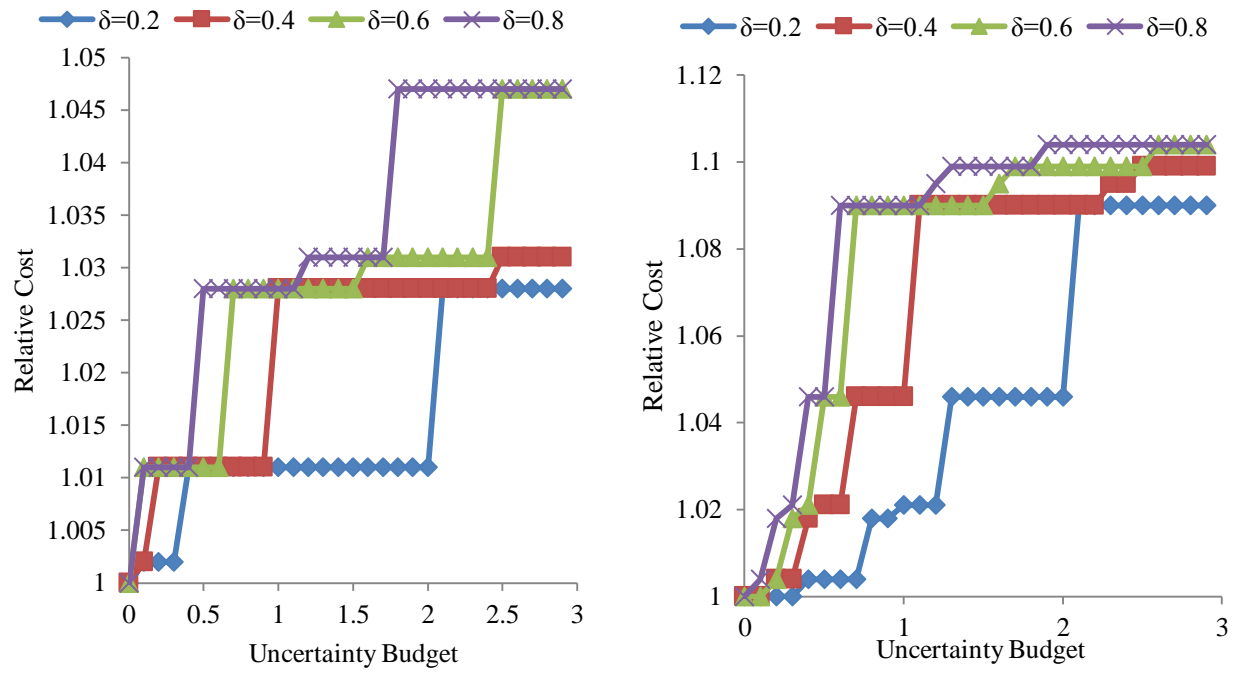 δ=0.2 δ=0.4 δ=0.6 δ=0.8
1.05
1.045
1.04
1.035
1.03
1.025
1.02
1.015
1.01
1.005
1
0 0.5 1 1.5 2 2.5 3
Relative Cost
Uncertainty Budget
δ=0.2 δ=0.4 δ=0.6 δ=0.8
1.12
1.1
1.08
1.06
1.04
1.02
1
0 1 2 3
Relative Cost
Uncertainty Budget